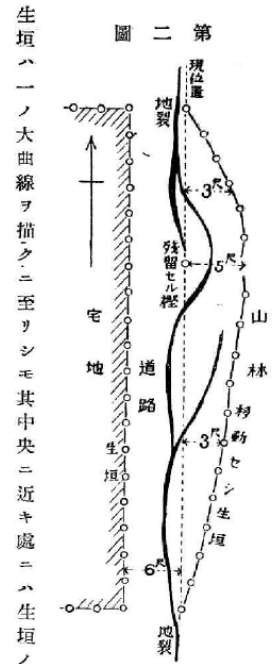 第二圖
現位置
地裂
3尺
5尺
残留セル樫
山林
宅地
道路
3尺
移動セシ生垣
生垣
6尺
地裂
生垣ハ一ノ大曲線ヲ描クニ至リシモ其中央ニ近キ處ニハ生垣ノ